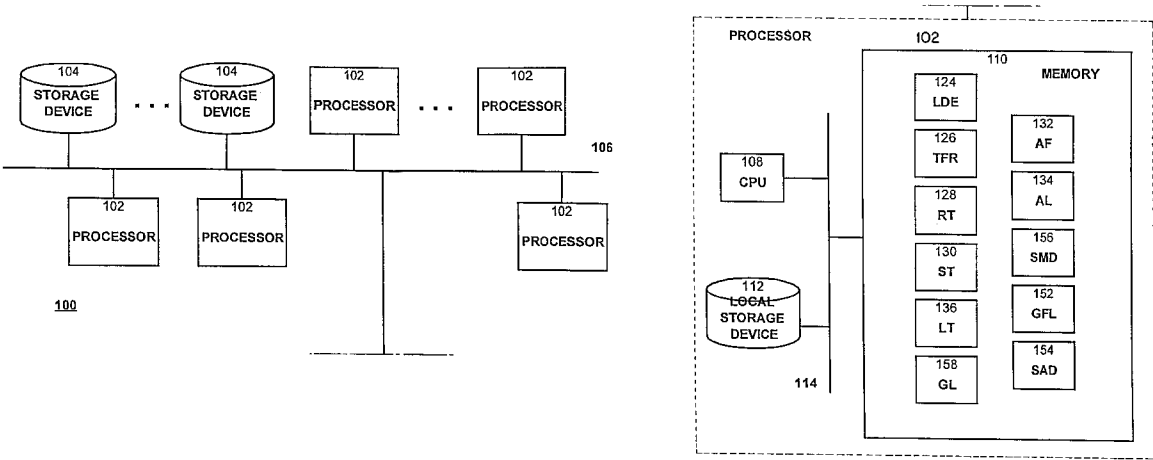 104
STORAGE
DEVICE
104
STORAGE
DEVICE
102
PROCESSOR
102
PROCESSOR
106
102
PROCESSOR
102
PROCESSOR
102
PROCESSOR
100
PROCESSOR
102
110
MEMORY
108
CPU
112
LOCAL
STORAGE
DEVICE
114
124
LDE
126
TFR
128
RT
130
ST
136
LT
158
GL
132
AF
134
AL
156
SMD
152
GFL
154
SAD